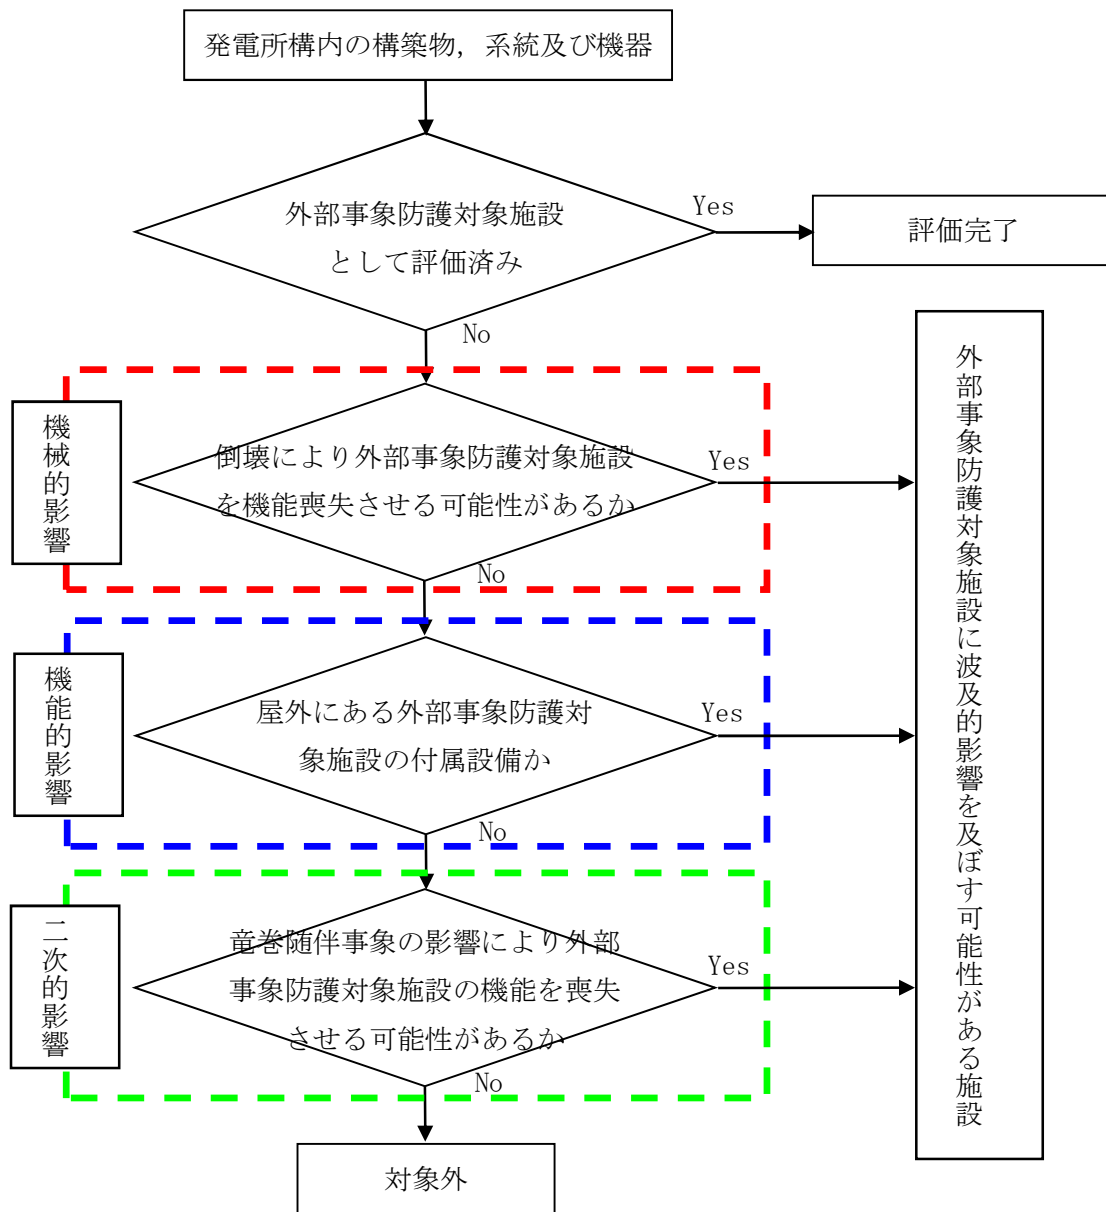 発電所構内の構築物，系統及び機器
外部事象防護対象施設
として評価済み
Yes
評価完了
No
機械的影響
倒壊により外部事象防護対象施設
を機能喪失させる可能性があるか
Yes
No
機能的影響
屋外にある外部事象防護対
象施設の付属設備か
Yes
No
二次的影響
竜巻随伴事象の影響により外部
事象防護対象施設の機能を喪失
させる可能性があるか
Yes
No
外部事象防護対象施設に波及的影響を及ぼす可能性がある施設
対象外